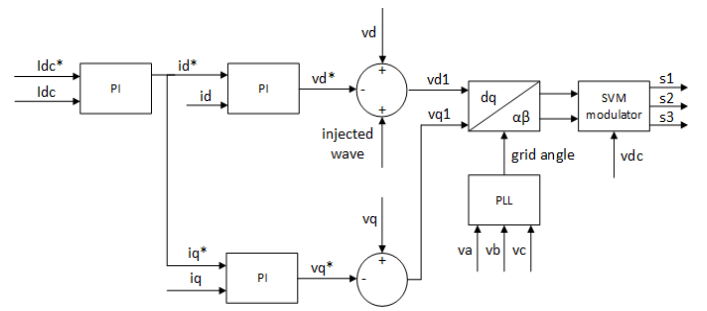 vd
Idc*
Idc
PI
id*
id
PI
vd*
+
-
+
injected
wave
vd1
vq1
dq
αβ
SVM
modulator
s1
s2
s3
grid angle
vdc
PLL
va
vb
vc
vq
iq*
iq
PI
vq*
+
-